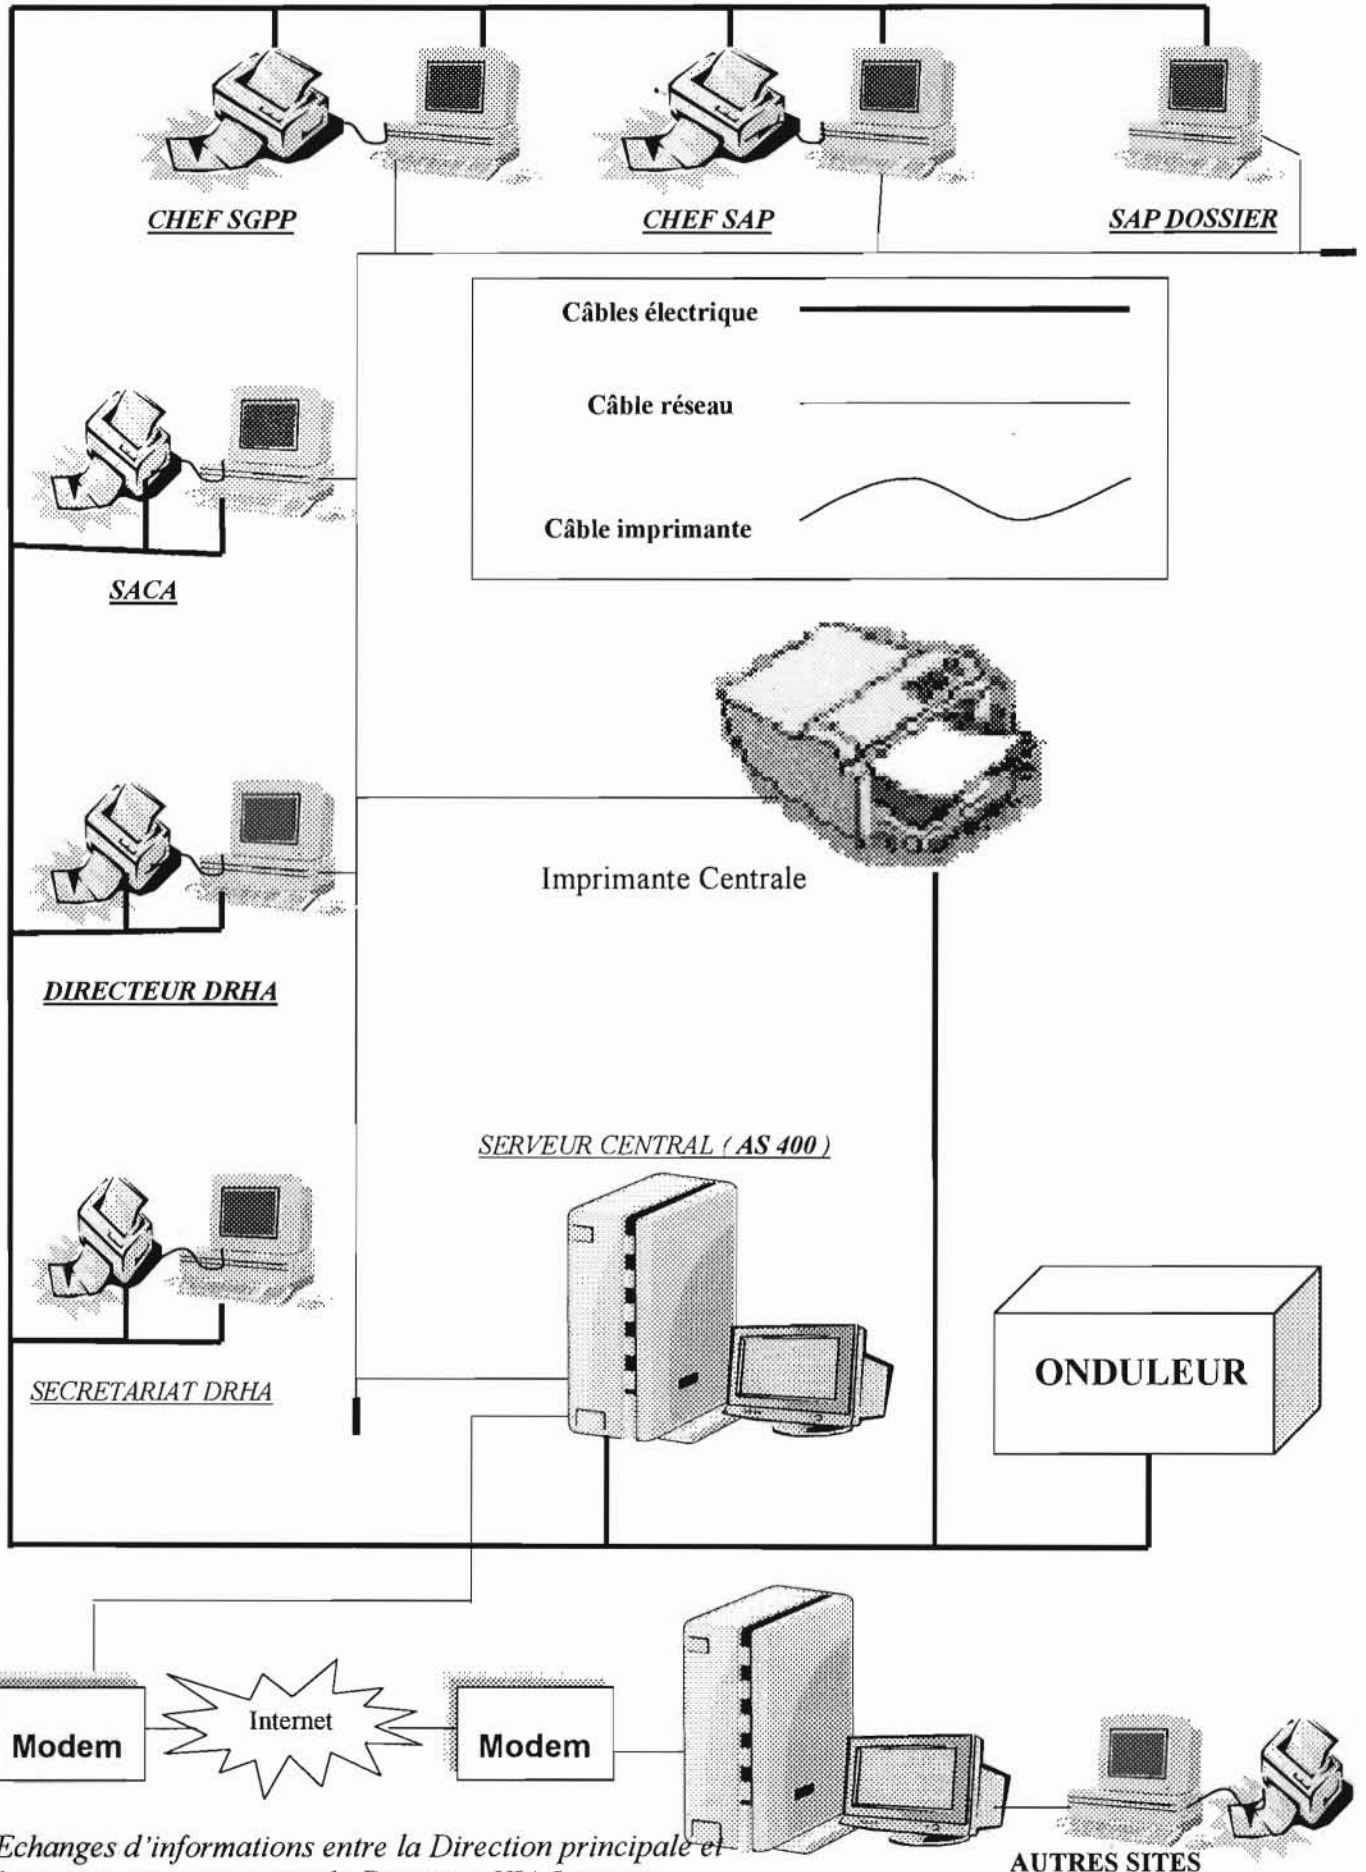 CHEF SGPP
CHEF SAP
SAP DOSSIER
Câbles électrique
Câble réseau
Câble imprimante
SACA
Imprimante Centrale
DIRECTEUR DRHA
SERVEUR CENTRAL ( AS 400 )
ONDULEUR
SECRETARIAT DRHA
Modem
Internet
Modem
Echanges d'informations entre la Direction principale et
AUTRES SITES